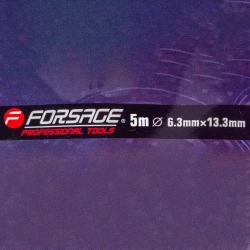 FORSAGE® 5m ⌀ 6.3mm×13.3mm
PROFESSIONAL TOOLS